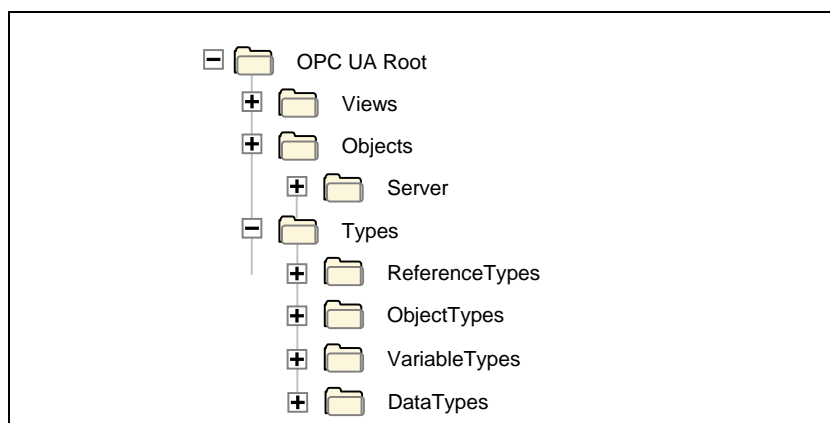 OPC UA Root
Views
Objects
Server
Types
ReferenceTypes
ObjectTypes
VariableTypes
DataTypes